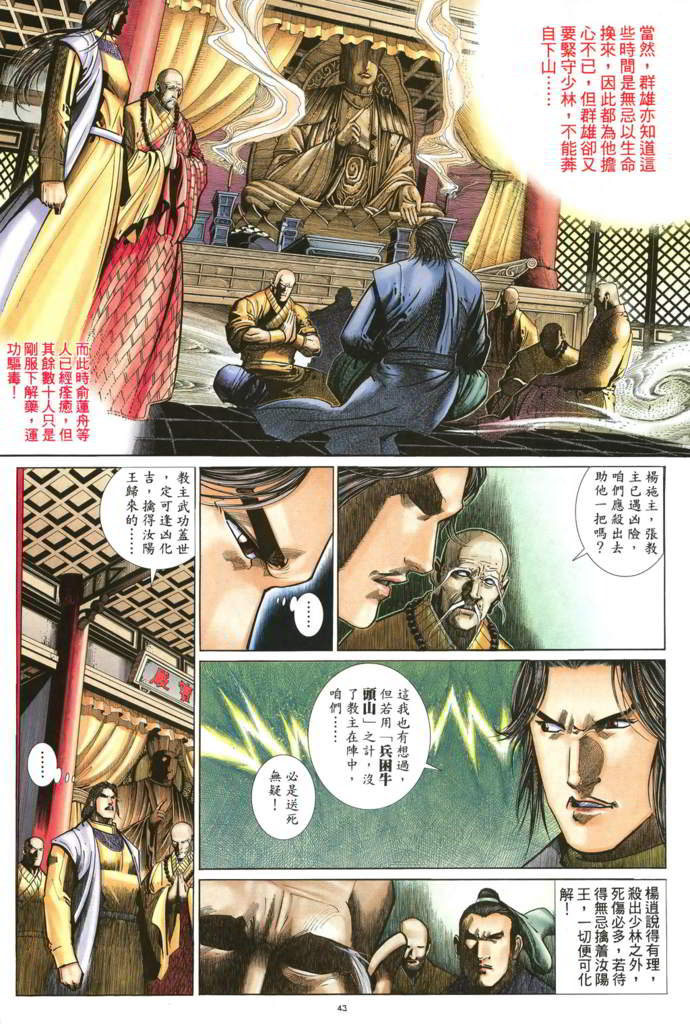 當然，群雄亦知道這
些時間是無忌以生命
換來，因此都為他擔
心不已，但群雄卻又
要緊守少林，不能莽
自下山……
而此時俞蓮舟等
人已經痊癒，但
其餘數十人只是
剛服下解藥，運
功驅毒！
楊施主，張教
主已遇凶險，
咱們應殺出去
助他一把嗎？
……
教主武功蓋世
，定可逢凶化
吉，擒得汝陽
王歸來的……
寶
殿
……
這我也有想過，
但若用「兵困牛
頭山」之計，沒
了教主在陣中，
咱們……
必是送死
無疑！
楊逍說得有理，
殺出少林之外，
死傷必多，若待
得無忌擒着汝陽
王，一切便可化
解！
43